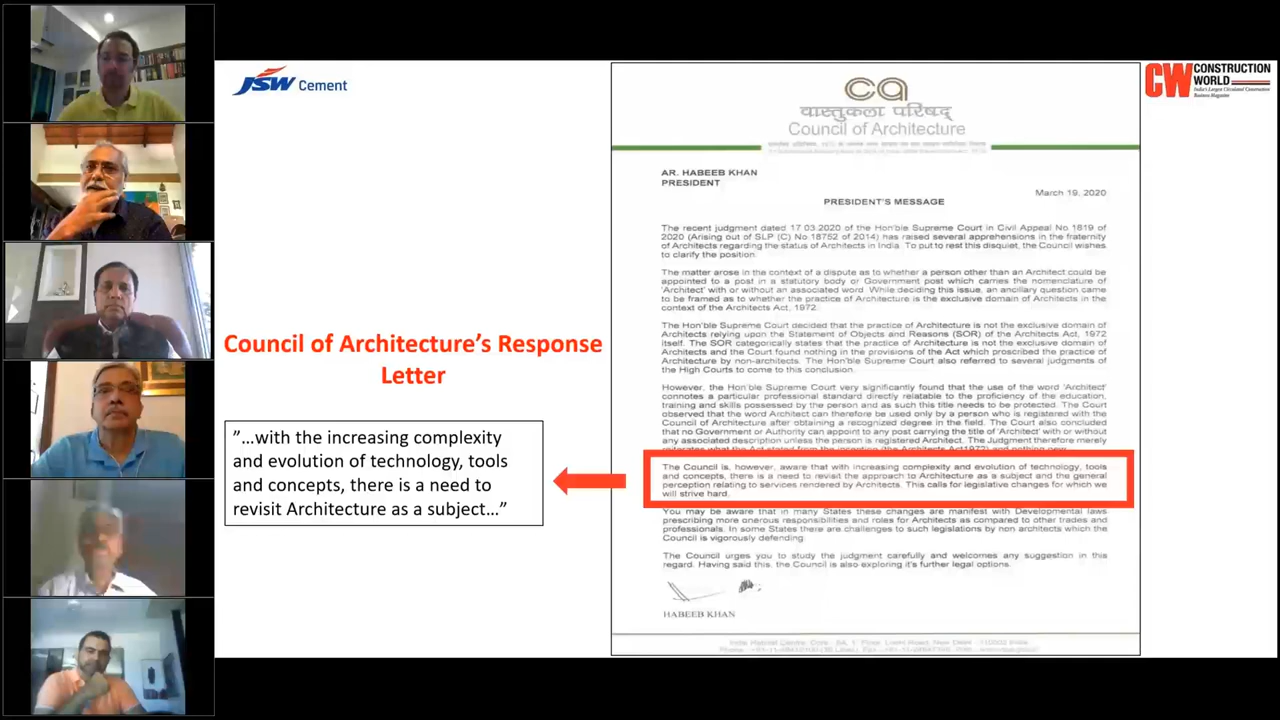 JSW Cement
CW CONSTRUCTION
WORLD
India's Largest Circulated Construction
Business Magazine
Council of Architecture's Response
Letter
"...with the increasing complexity
and evolution of technology, tools
and concepts, there is a need to
revisit Architecture as a subject..."
ca
वास्तुकला परिषद्
Council of Architecture
AR. HABEEB KHAN
PRESIDENT
March 19, 2020
PRESIDENT'S MESSAGE
The recent judgment dated 17.03.2020 of the Hon'ble Supreme Court in Civil Appeal No.1819 of
2020 (Arising out of SLP (C) No.18752 of 2014) has raised several apprehensions in the fraternity
of Architects regarding the status of Architects in India. To put to rest this disquiet, the Council wishes
to clarify the position.
The matter arose in the context of a dispute as to whether a person other than an Architect could be
appointed to a post in a statutory body or Government post which carries the nomenclature of
'Architect' with or without an associated word. While deciding this issue, an ancillary question came
to be framed as to whether the practice of Architecture is the exclusive domain of Architects in the
context of the Architects Act, 1972.
The Hon'ble Supreme Court decided that the practice of Architecture is not the exclusive domain of
Architects relying upon the Statement of Objects and Reasons (SOR) of the Architects Act, 1972
itself. The SOR categorically states that the practice of Architecture is not the exclusive domain of
Architects and the Court found nothing in the provisions of the Act which proscribed the practice of
Architecture by non-architects. The Hon'ble Supreme Court also referred to several judgments of
the High Courts to come to this conclusion.
However, the Hon'ble Supreme Court very significantly found that the use of the word 'Architect'
connotes a particular professional standard directly relatable to the proficiency of the education,
training and skills possessed by the person and as such this title needs to be protected. The Court
observed that the word Architect can therefore be used only by a person who is registered with the
Council of Architecture after obtaining a recognized degree in the field. The Court also concluded
that no Government or Authority can appoint to any post carrying the title of 'Architect' with or without
any associated description unless the person is registered Architect. The Judgment therefore merely
reiterates what the Act stated from the inception (the Architects Act 1972) and nothing new.
The Council is, however, aware that with increasing complexity and evolution of technology, tools
and concepts, there is a need to revisit the approach to Architecture as a subject and the general
perception relating to services rendered by Architects. This calls for legislative changes for which we
will strive hard.
You may be aware that in many States these changes are manifest with Developmental laws
prescribing more onerous responsibilities and roles for Architects as compared to other trades and
professionals. In some States there are challenges to such legislations by non architects which the
Council is vigorously defending.
The Council urges you to study the judgment carefully and welcomes any suggestion in this
regard. Having said this, the Council is also exploring it's further legal options.
HABEEB KHAN